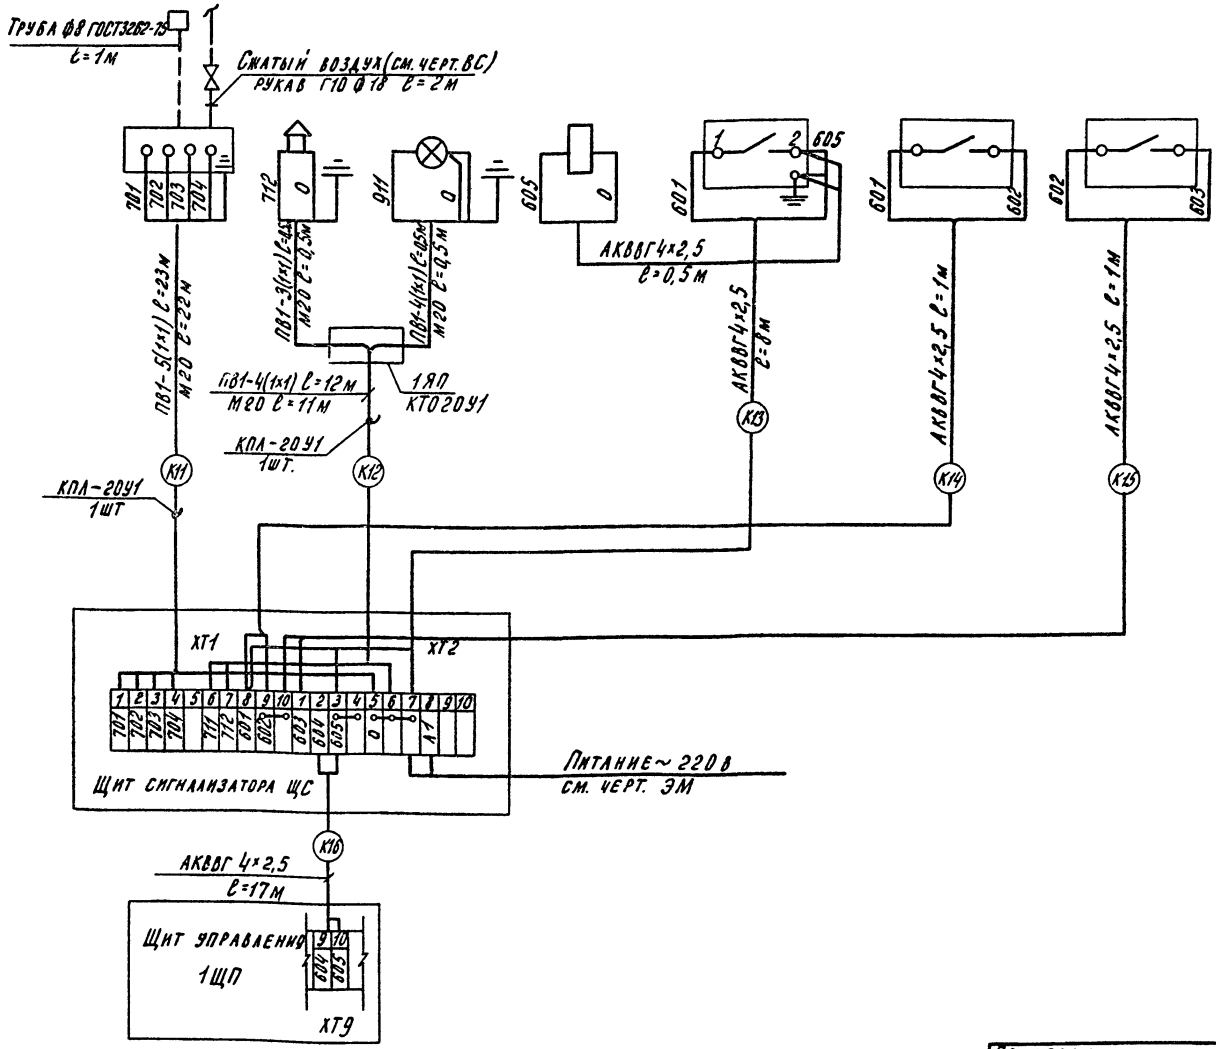 Труба ф8 ГОСТ3262-75
ℓ=1м
Сжатый воздух (см. черт. ВС)
рукав Г10 ф18 ℓ=2м
701
702
703
704
712
0
911
0
605
0
601
1
2
605
601
602
602
603
АКВВГ4×2,5
ℓ=0,5м
ПВ1-5(1×1) ℓ=23м
М20 ℓ=22м
ПВ1-3(1×1) ℓ=0,5м
М20 ℓ=0,5м
ПВ1-4(1×1) ℓ=0,5м
М20 ℓ=0,5м
АКВВГ4×2,5
ℓ=8м
АКВВГ4×2,5 ℓ=1м
АКВВГ4×2,5 ℓ=1м
ПВ1-4(1×1) ℓ=12м
М20 ℓ=11м
1ЯП
КТО20У1
КПЛ-20У1
1шт.
К11
К12
К13
К14
К15
КПЛ-20У1
1шт
ХТ1
ХТ2
1 2 3 4 5 6 7 8 9 10 1 2 3 4 5 6 7 8 9 10
701 702 703 704 711 712 601 602 603 604 605 0 А1
Щит сигнализатора ЩС
Питание ~ 220в
см. черт. ЭМ
К16
АКВВГ 4×2,5
ℓ=17м
Щит управления
1ЩП
9 10
604 605
ХТ9